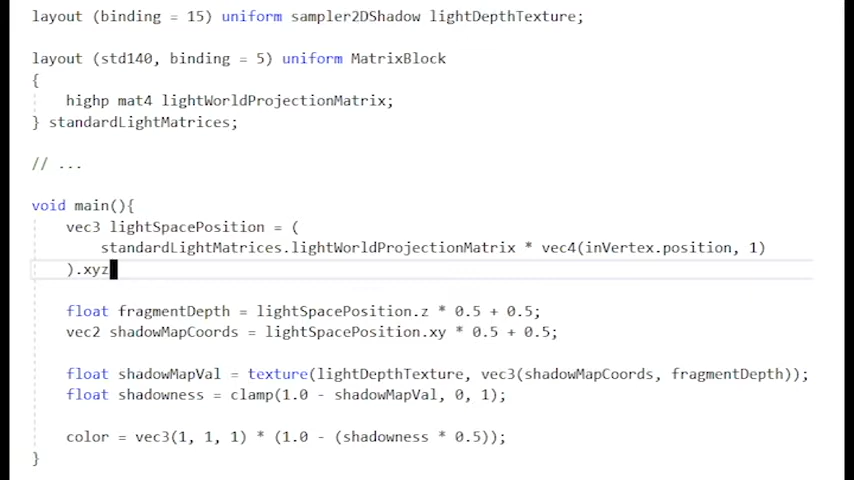 layout (binding = 15) uniform sampler2DShadow lightDepthTexture;
layout (std140, binding = 5) uniform MatrixBlock
{
highp mat4 lightWorldProjectionMatrix;
} standardLightMatrices;
// ...
void main(){
vec3 lightSpacePosition = (
standardLightMatrices.lightWorldProjectionMatrix * vec4(inVertex.position, 1)
).xyz
float fragmentDepth = lightSpacePosition.z * 0.5 + 0.5;
vec2 shadowMapCoords = lightSpacePosition.xy * 0.5 + 0.5;
float shadowMapVal = texture(lightDepthTexture, vec3(shadowMapCoords, fragmentDepth));
float shadowness = clamp(1.0 - shadowMapVal, 0, 1);
color = vec3(1, 1, 1) * (1.0 - (shadowness * 0.5));
}